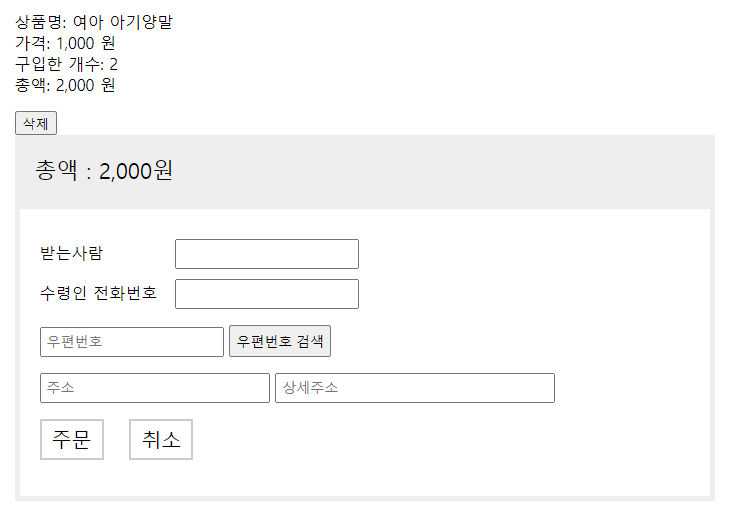 상품명: 여아 아기양말
가격: 1,000 원
구입한 개수: 2
총액: 2,000 원
삭제
총액 : 2,000원
받는사람
수령인 전화번호
우편번호 우편번호 검색
주소 상세주소
주문 취소